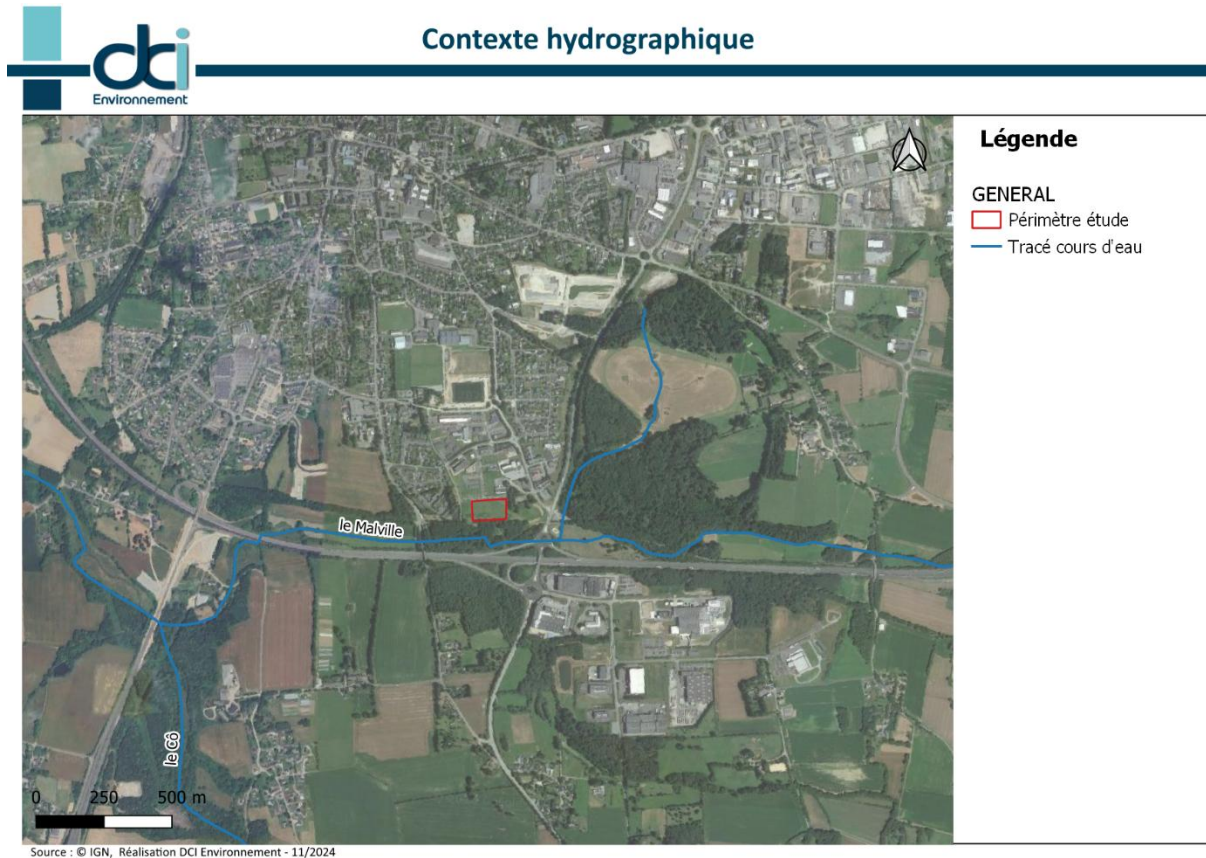 Contexte hydrographique
dci
Environnement
Légende
GENERAL
Périmètre étude
Tracé cours d'eau
le Malville
le Cô
0 250 500 m
Source : © IGN, Réalisation DCI Environnement - 11/2024